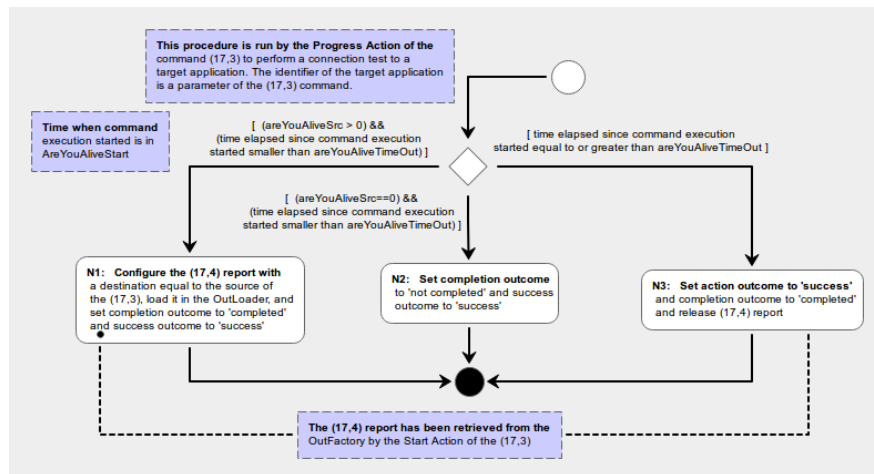 This procedure is run by the Progress Action of the
command (17,3) to perform a connection test to a
target application. The identifier of the target application
is a parameter of the (17,3) command.
Time when command
execution started is in
AreYouAliveStart
[ (areYouAliveSrc > 0) &&
(time elapsed since command execution
started smaller than areYouAliveTimeOut) ]
[ time elapsed since command execution
started equal to or greater than areYouAliveTimeOut ]
[ (areYouAliveSrc==0) &&
(time elapsed since command execution
started smaller than areYouAliveTimeOut) ]
N1: Configure the (17,4) report with
a destination equal to the source of
the (17,3), load it in the OutLoader, and
set completion outcome to 'completed'
and success outcome to 'success'
N2: Set completion outcome
to 'not completed' and success
outcome to 'success'
N3: Set action outcome to 'success'
and completion outcome to 'completed'
and release (17,4) report
The (17,4) report has been retrieved from the
OutFactory by the Start Action of the (17,3)